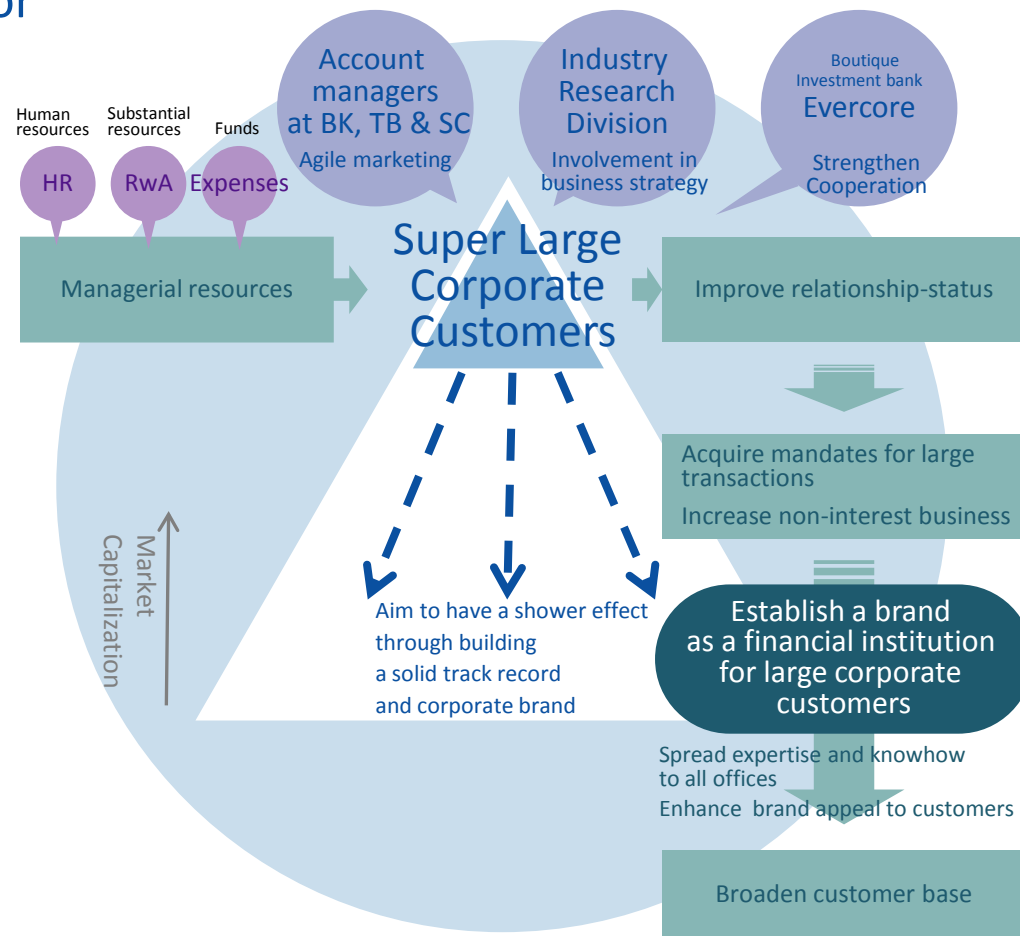 or
Account
managers
at BK, TB & SC
Agile marketing
Industry
Research
Division
Involvement in
business strategy
Boutique
Investment bank
Evercore
Strengthen
Cooperation
Human
resources
Substantial
resources
Funds
HR
RwA
Expenses
Managerial resources
Super Large
Corporate
Customers
Improve relationship-status
Acquire mandates for large
transactions
Increase non-interest business
Market
Capitalization
Aim to have a shower effect
through building
a solid track record
and corporate brand
Establish a brand
as a financial institution
for large corporate
customers
Spread expertise and knowhow
to all offices
Enhance brand appeal to customers
Broaden customer base